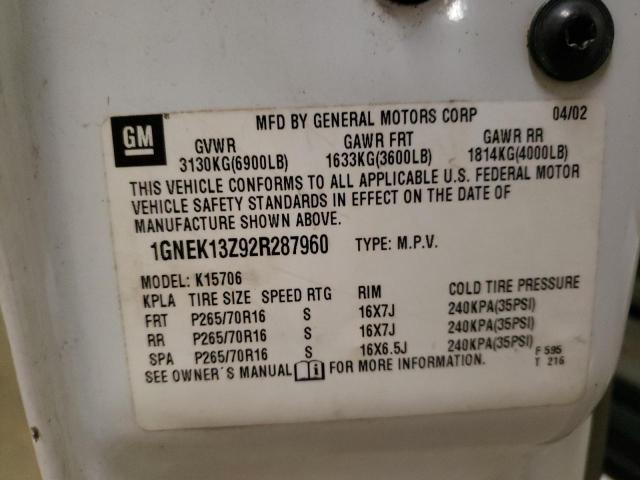 MFD BY GENERAL MOTORS CORP 04/02
GM
GVWR GAWR FRT GAWR RR
3130KG(6900LB) 1633KG(3600LB) 1814KG(4000LB)
THIS VEHICLE CONFORMS TO ALL APPLICABLE U.S. FEDERAL MOTOR
VEHICLE SAFETY STANDARDS IN EFFECT ON THE DATE OF
MANUFACTURE SHOWN ABOVE.
1GNEK13Z92R287960 TYPE: M.P.V.
MODEL: K15706
KPLA TIRE SIZE SPEED RTG RIM COLD TIRE PRESSURE
FRT P265/70R16 S 16X7J 240KPA(35PSI)
RR P265/70R16 S 16X7J 240KPA(35PSI)
SPA P265/70R16 S 16X6.5J 240KPA(35PSI)
F 595
SEE OWNER'S MANUAL FOR MORE INFORMATION. T 216